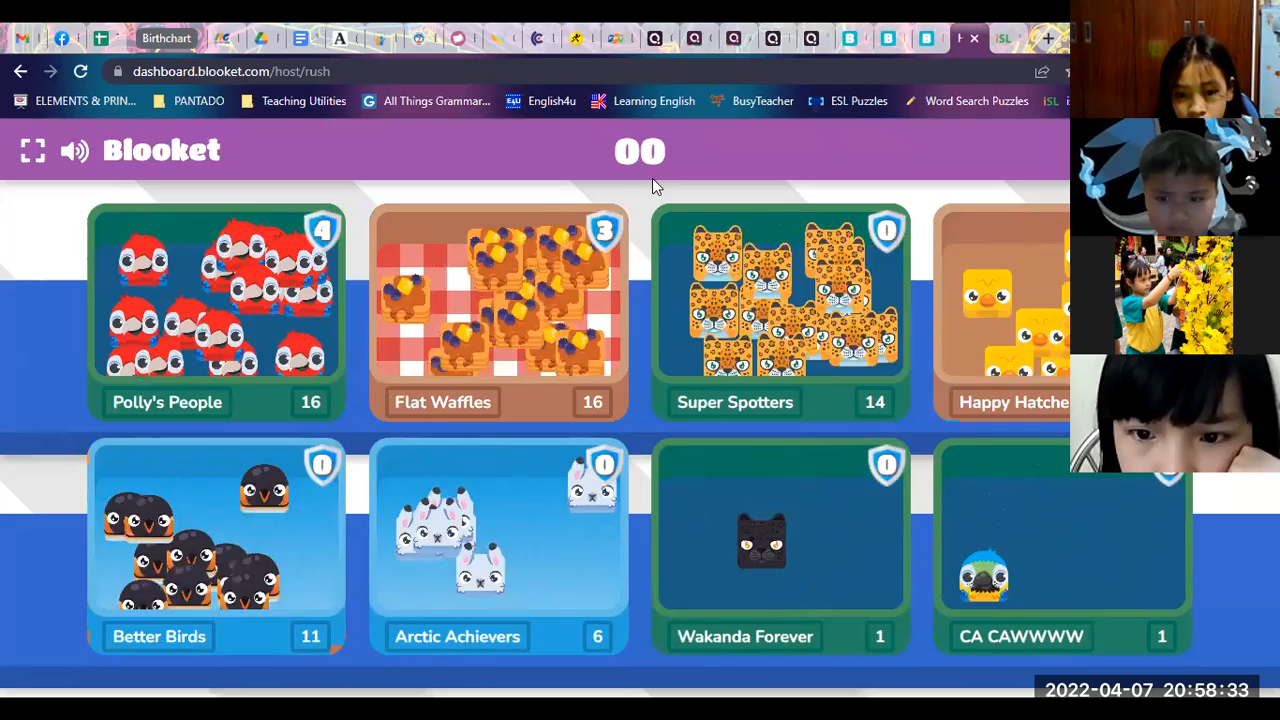 Birthchart
dashboard.blooket.com/host/rush
ELEMENTS & PRIN... PANTADO Teaching Utilities All Things Grammar... English4u Learning English BusyTeacher ESL Puzzles Word Search Puzzles iSL
Blooket 00
4 3 0
Polly's People 16 Flat Waffles 16 Super Spotters 14 Happy Hatche
0 0 0
Better Birds 11 Arctic Achievers 6 Wakanda Forever 1 CA CAWWWW 1
2022-04-07 20:58:33